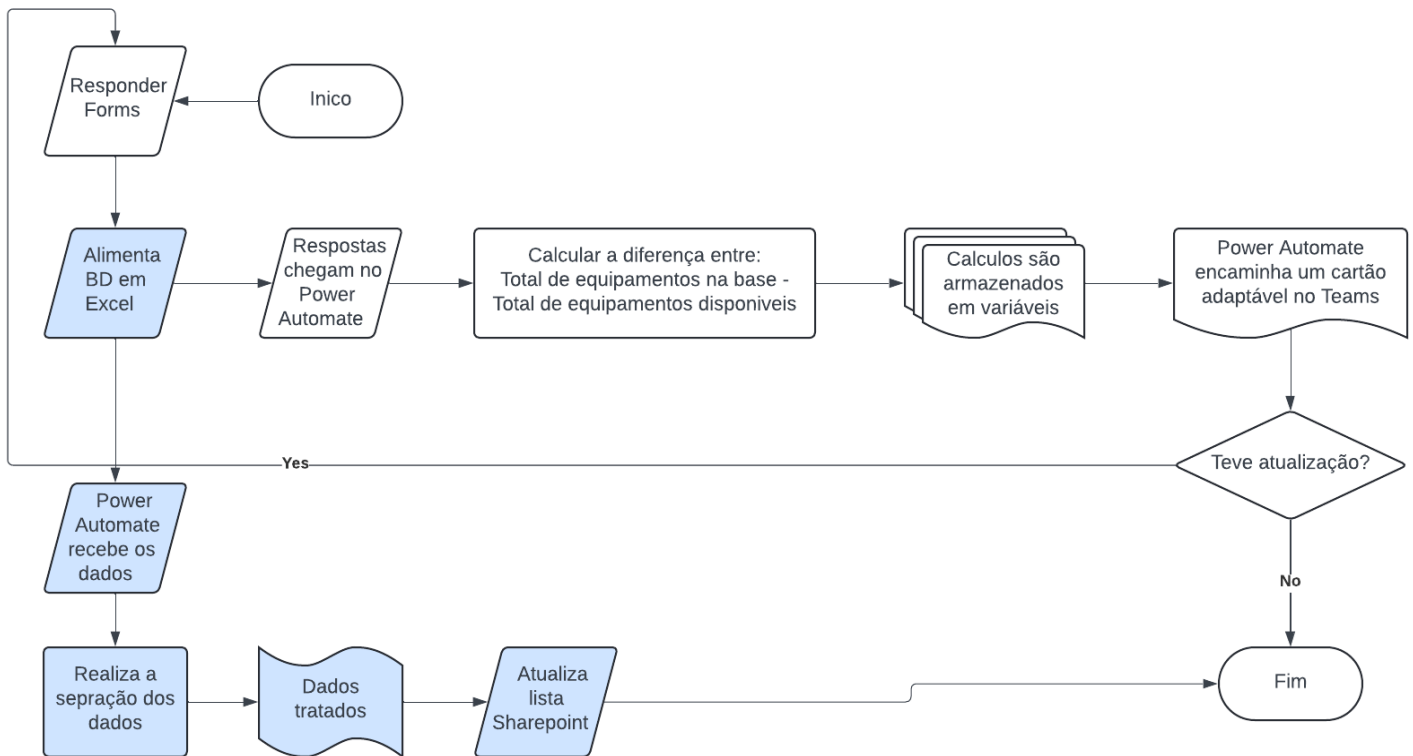 Responder
Forms
Inico
Alimenta
BD em
Excel
Respostas
chegam no
Power
Automate
Calcular a diferença entre:
Total de equipamentos na base -
Total de equipamentos disponiveis
Calculos são
armazenados
em variáveis
Power Automate
encaminha um cartão
adaptável no Teams
Yes
Teve atualização?
Power
Automate
recebe os
dados
No
Realiza a
sepração dos
dados
Dados
tratados
Atualiza
lista
Sharepoint
Fim